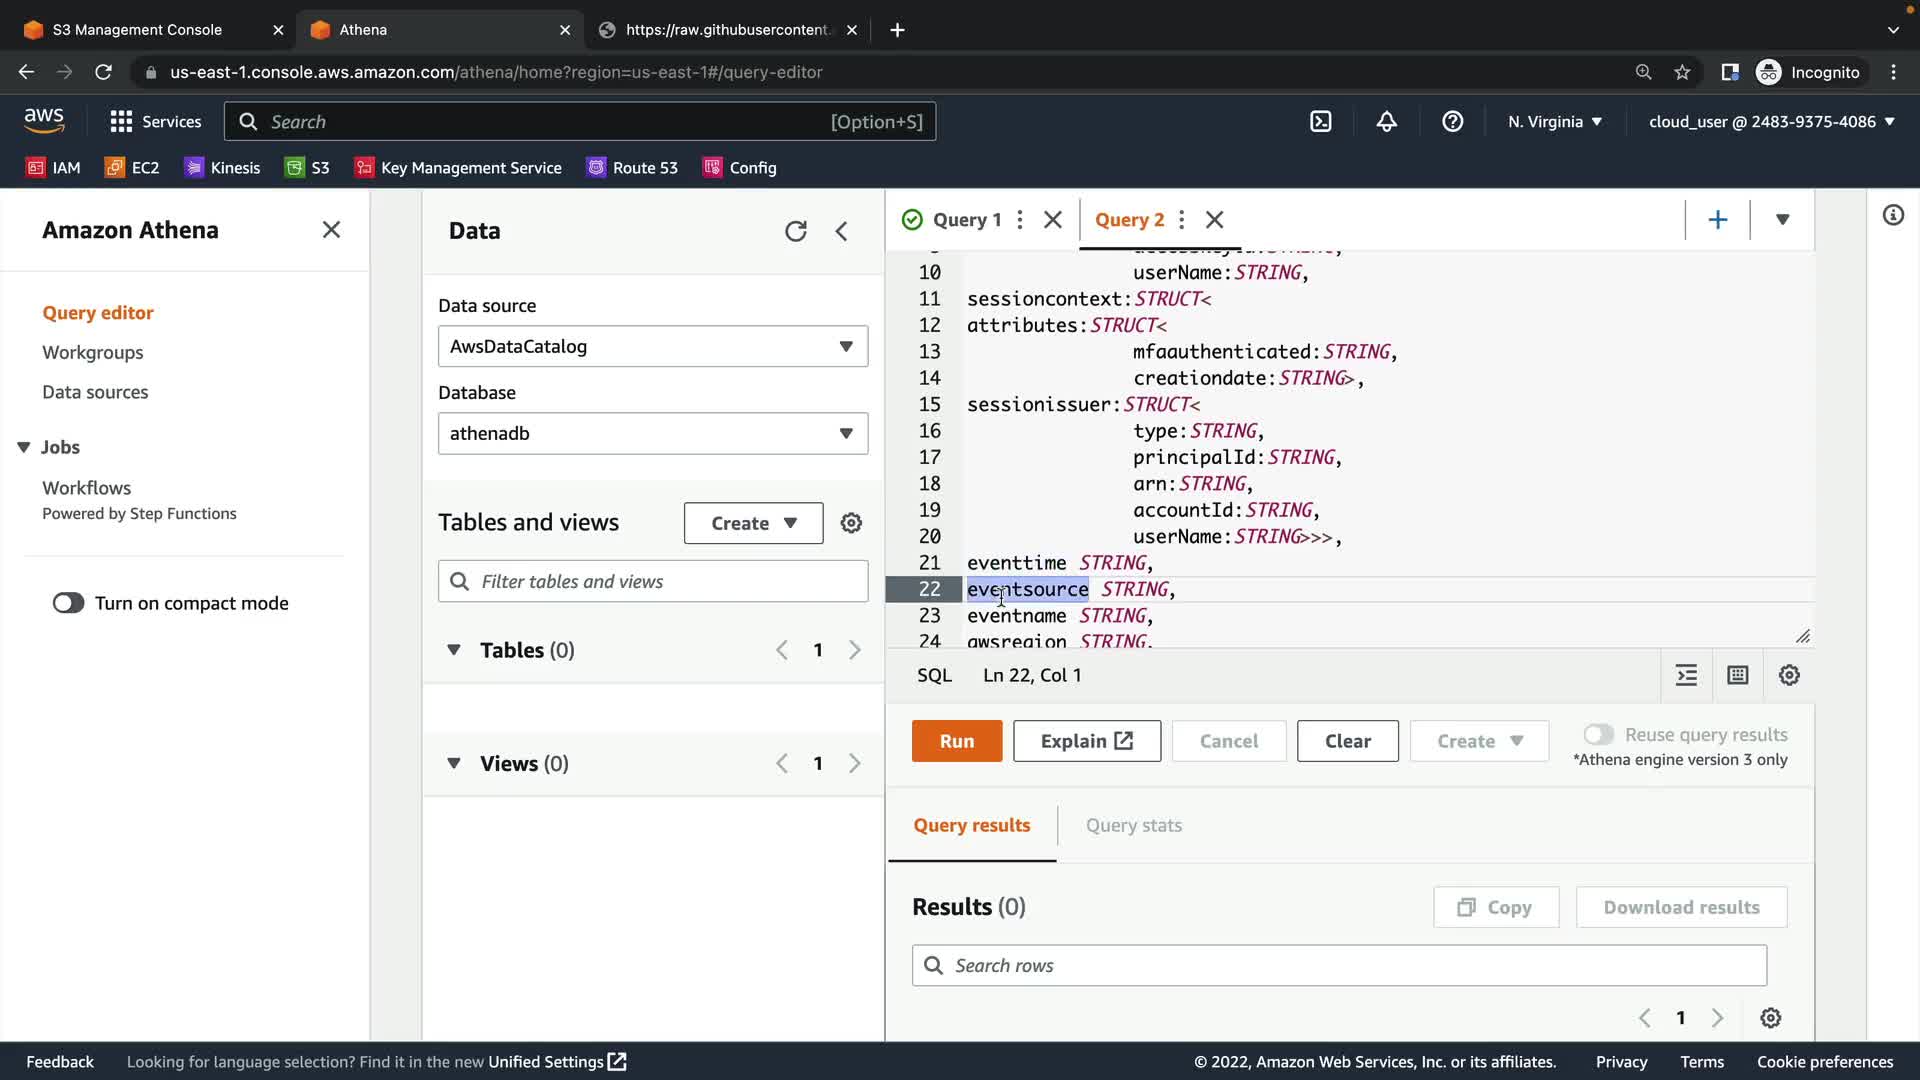 S3 Management Console
Athena
https://raw.githubusercontent.
us-east-1.console.aws.amazon.com/athena/home?region=us-east-1#/query-editor
Incognito
aws
Services
Search
[Option+S]
N. Virginia
cloud_user @ 2483-9375-4086
IAM
EC2
Kinesis
S3
Key Management Service
Route 53
Config
Amazon Athena
Query editor
Workgroups
Data sources
Jobs
Workflows
Powered by Step Functions
Turn on compact mode
Data
Data source
AwsDataCatalog
Database
athenadb
Tables and views
Create
Filter tables and views
Tables (0)
1
Views (0)
1
Query 1
Query 2
10 userName:STRING,
11 sessioncontext:STRUCT<
12 attributes:STRUCT<
13 mfaauthenticated:STRING,
14 creationdate:STRING>,
15 sessionissuer:STRUCT<
16 type:STRING,
17 principalId:STRING,
18 arn:STRING,
19 accountId:STRING,
20 userName:STRING>>>,
21 eventtime STRING,
22 eventsource STRING,
23 eventname STRING,
24 awsregion STRING,
SQL
Ln 22, Col 1
Run
Explain
Cancel
Clear
Create
Reuse query results
*Athena engine version 3 only
Query results
Query stats
Results (0)
Copy
Download results
Search rows
1
Feedback
Looking for language selection? Find it in the new Unified Settings
© 2022, Amazon Web Services, Inc. or its affiliates.
Privacy
Terms
Cookie preferences